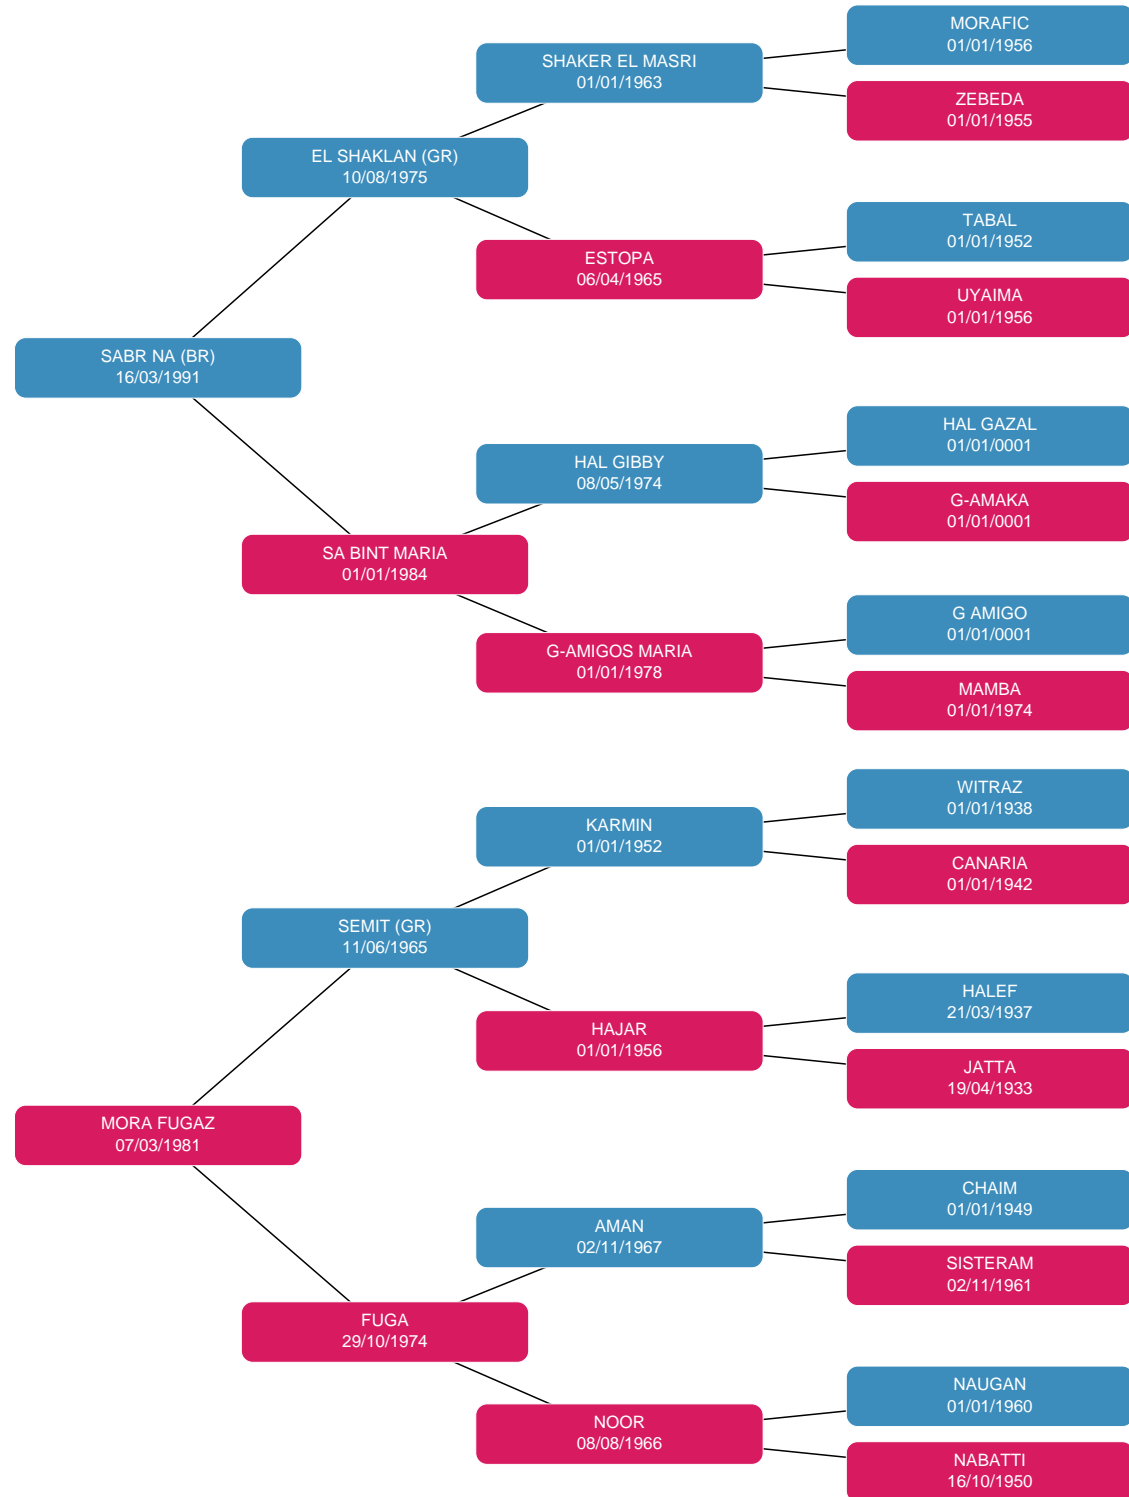 MORAFIC
01/01/1956
SHAKER EL MASRI
01/01/1963
ZEBEDA
01/01/1955
EL SHAKLAN (GR)
10/08/1975
TABAL
01/01/1952
ESTOPA
06/04/1965
UYAIMA
01/01/1956
SABR NA (BR)
16/03/1991
HAL GAZAL
01/01/0001
HAL GIBBY
08/05/1974
G-AMAKA
01/01/0001
SA BINT MARIA
01/01/1984
G AMIGO
01/01/0001
G-AMIGOS MARIA
01/01/1978
MAMBA
01/01/1974
WITRAZ
01/01/1938
KARMIN
01/01/1952
CANARIA
01/01/1942
SEMIT (GR)
11/06/1965
HALEF
21/03/1937
HAJAR
01/01/1956
JATTA
19/04/1933
MORA FUGAZ
07/03/1981
CHAIM
01/01/1949
AMAN
02/11/1967
SISTERAM
02/11/1961
FUGA
29/10/1974
NAUGAN
01/01/1960
NOOR
08/08/1966
NABATTI
16/10/1950